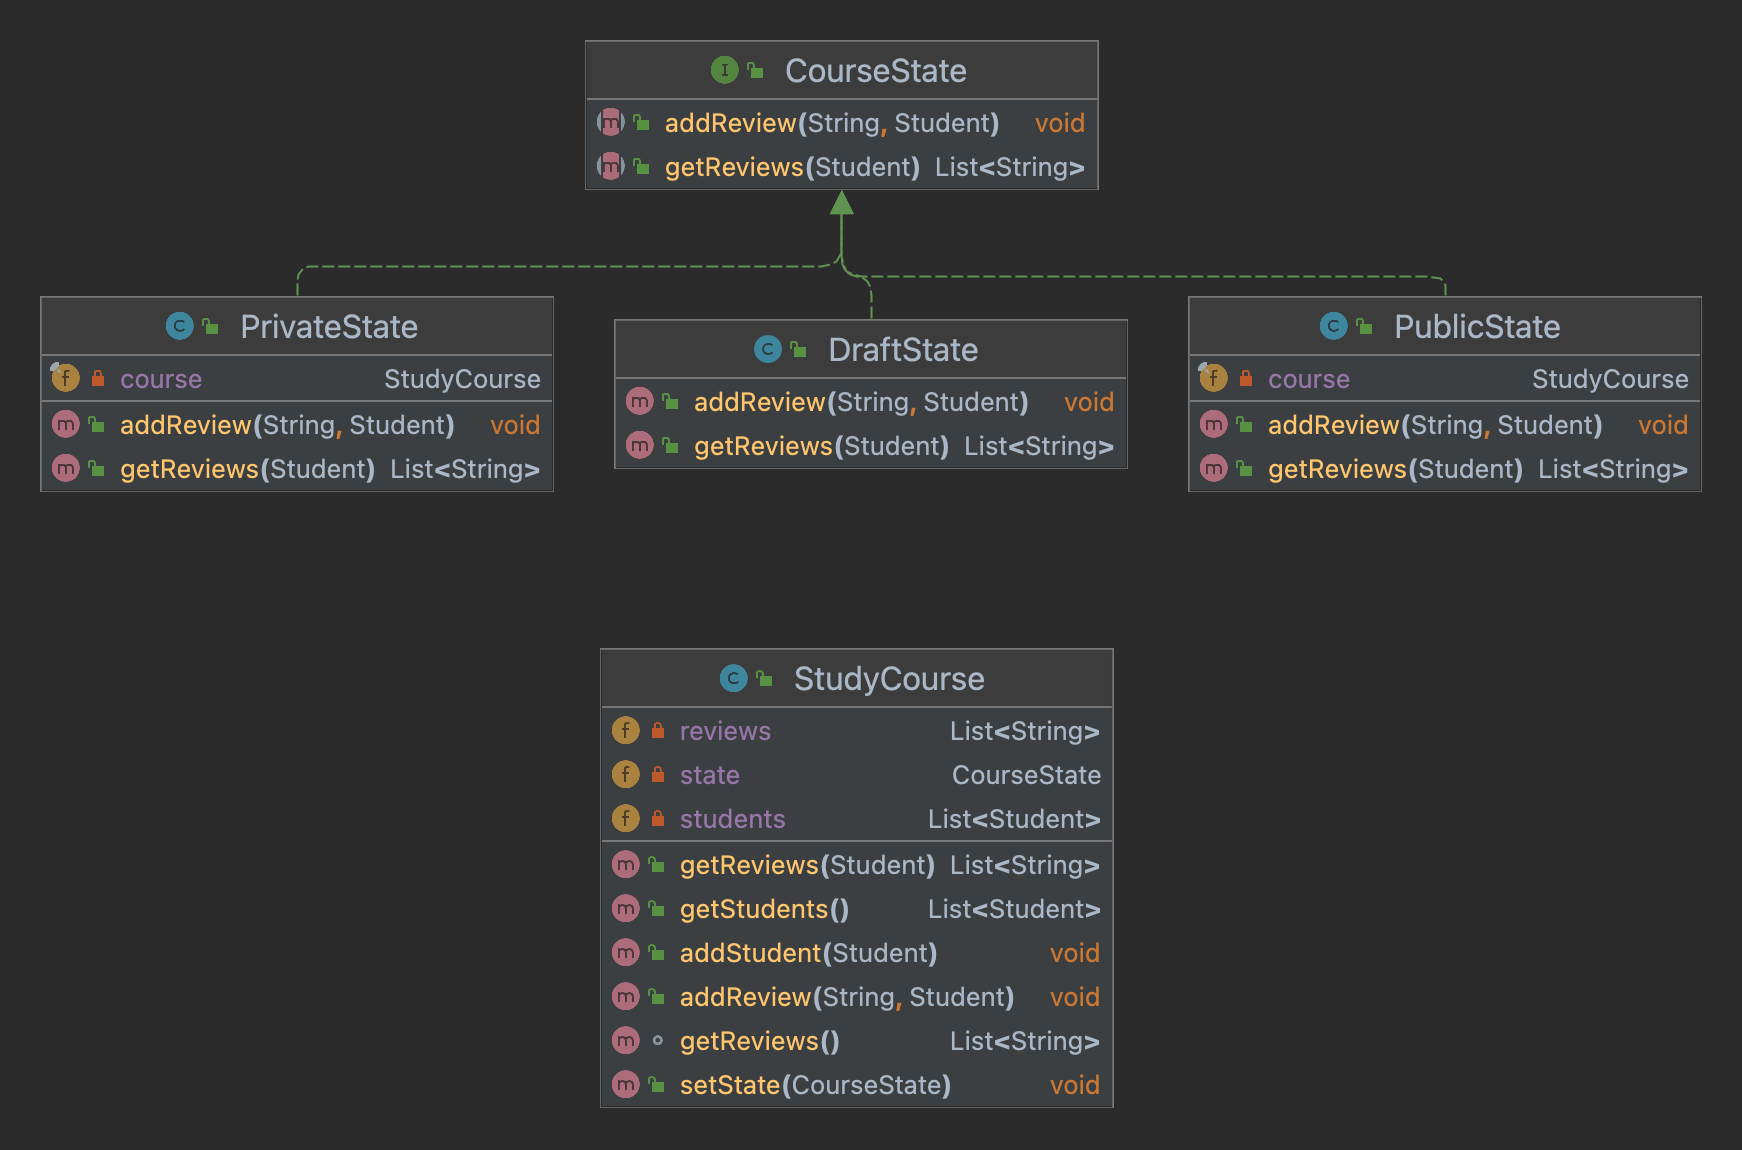 I CourseState
m addReview(String, Student) void
m getReviews(Student) List<String>
C PrivateState
f course StudyCourse
m addReview(String, Student) void
m getReviews(Student) List<String>
C DraftState
m addReview(String, Student) void
m getReviews(Student) List<String>
C PublicState
f course StudyCourse
m addReview(String, Student) void
m getReviews(Student) List<String>
C StudyCourse
f reviews List<String>
f state CourseState
f students List<Student>
m getReviews(Student) List<String>
m getStudents() List<Student>
m addStudent(Student) void
m addReview(String, Student) void
m getReviews() List<String>
m setState(CourseState) void